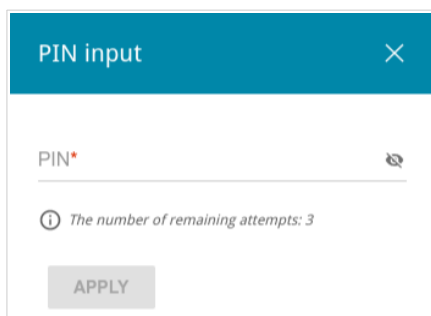 PIN input
PIN*
The number of remaining attempts: 3
APPLY